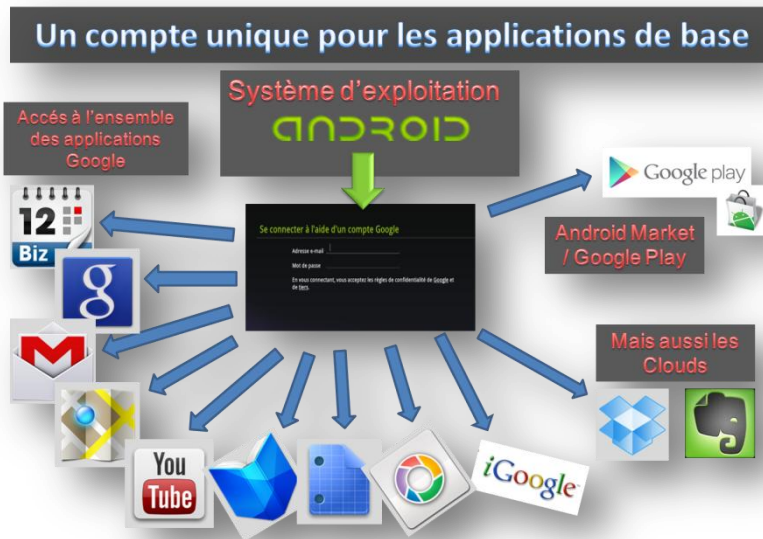 Un compte unique pour les applications de base
Système d'exploitation
ANDROID
Accés à l'ensemble
des applications
Google
Google play
Android Market
/ Google Play
Se connecter à l'aide d'un compte Google
Adresse e-mail
Mot de passe
En vous connectant, vous acceptez les règles de confidentialité de Google et
de tiers.
12
Biz
g
Mais aussi les
Clouds
You
Tube
iGoogle